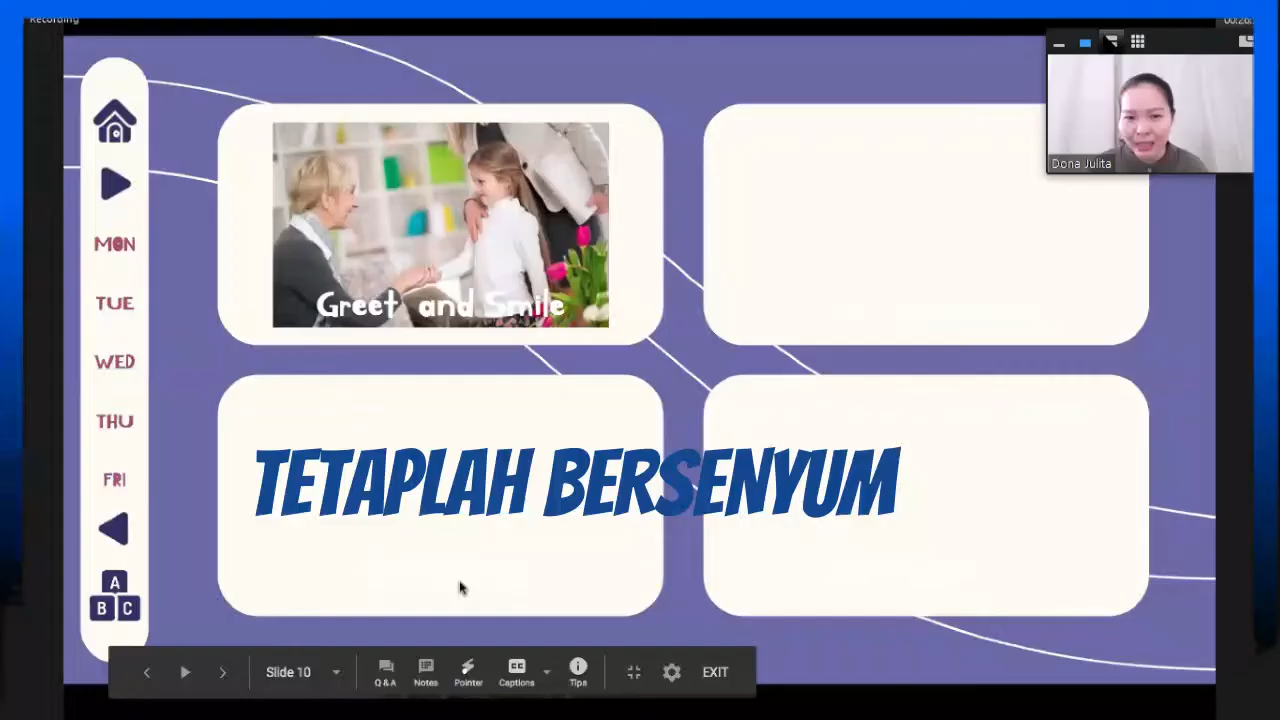 Recording
Dona Julita
MON
TUE
WED
THU
FRI
A
B C
Greet and Smile
TETAPLAH BERSENYUM
Slide 10
Q & A
Notes
Pointer
Captions
CC
Tips
EXIT